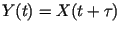 Y(t) = X(t + τ)